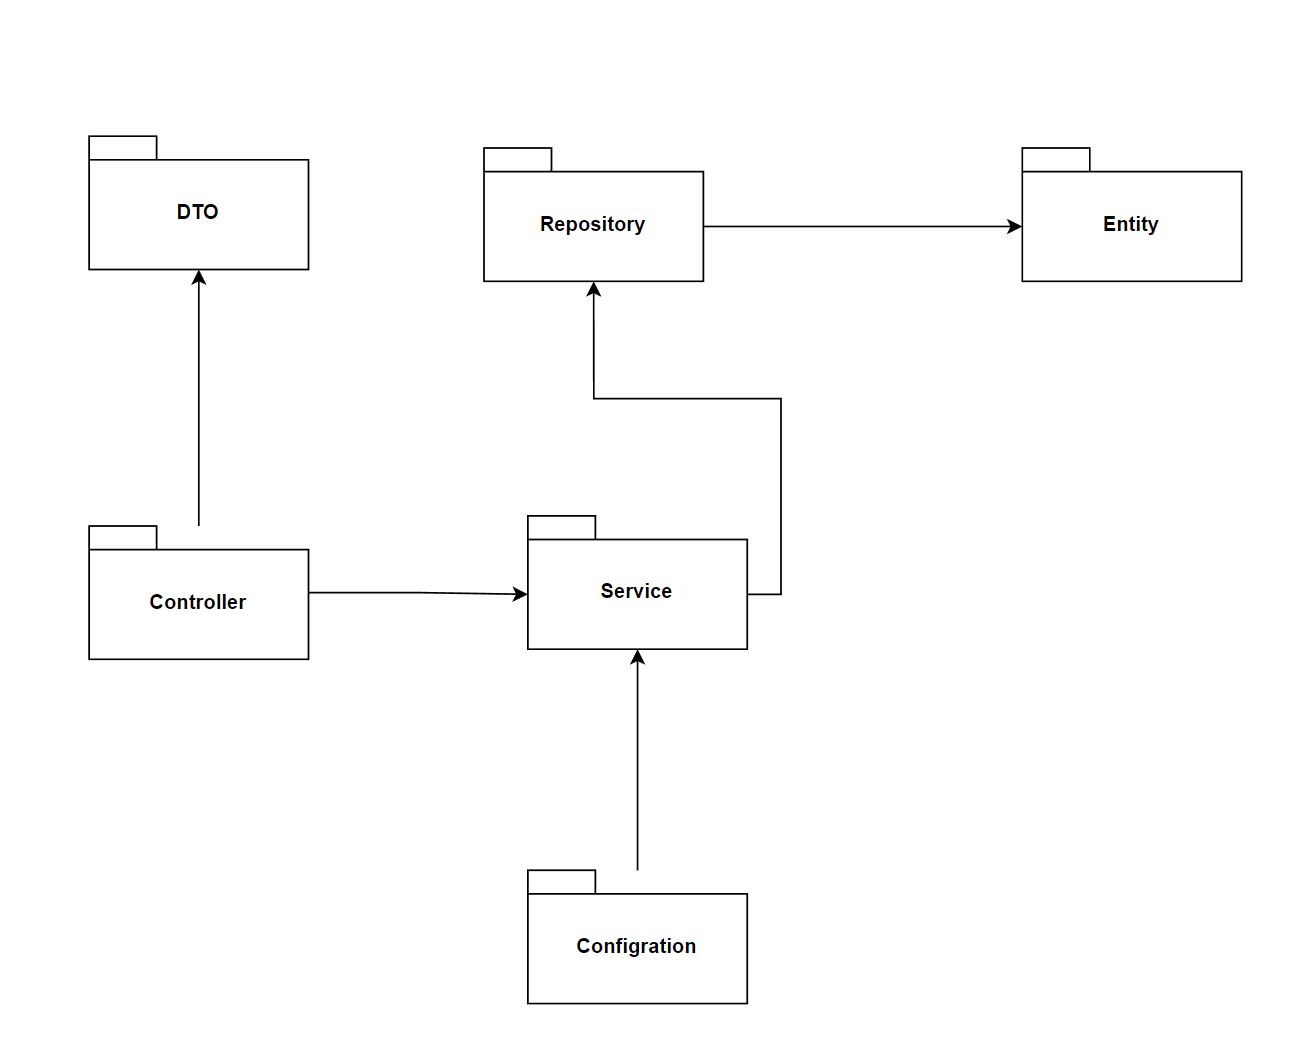 DTO
Repository
Entity
Controller
Service
Configration